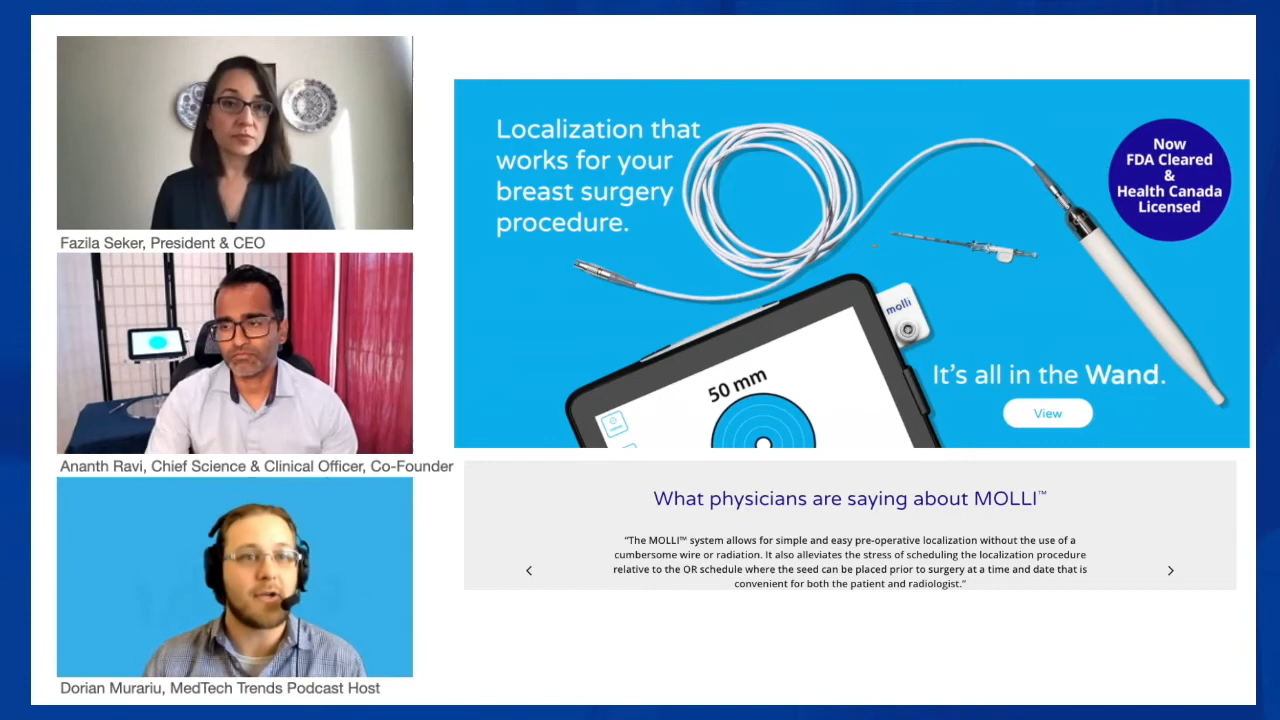 Fazila Seker, President & CEO
Ananth Ravi, Chief Science & Clinical Officer, Co-Founder
Dorian Murariu, MedTech Trends Podcast Host
Localization that
works for your
breast surgery
procedure.
Now
FDA Cleared
&
Health Canada
Licensed
molli
50 mm
It's all in the Wand.
View
What physicians are saying about MOLLI™
“The MOLLI™ system allows for simple and easy pre-operative localization without the use of a
cumbersome wire or radiation. It also alleviates the stress of scheduling the localization procedure
relative to the OR schedule where the seed can be placed prior to surgery at a time and date that is
convenient for both the patient and radiologist.”